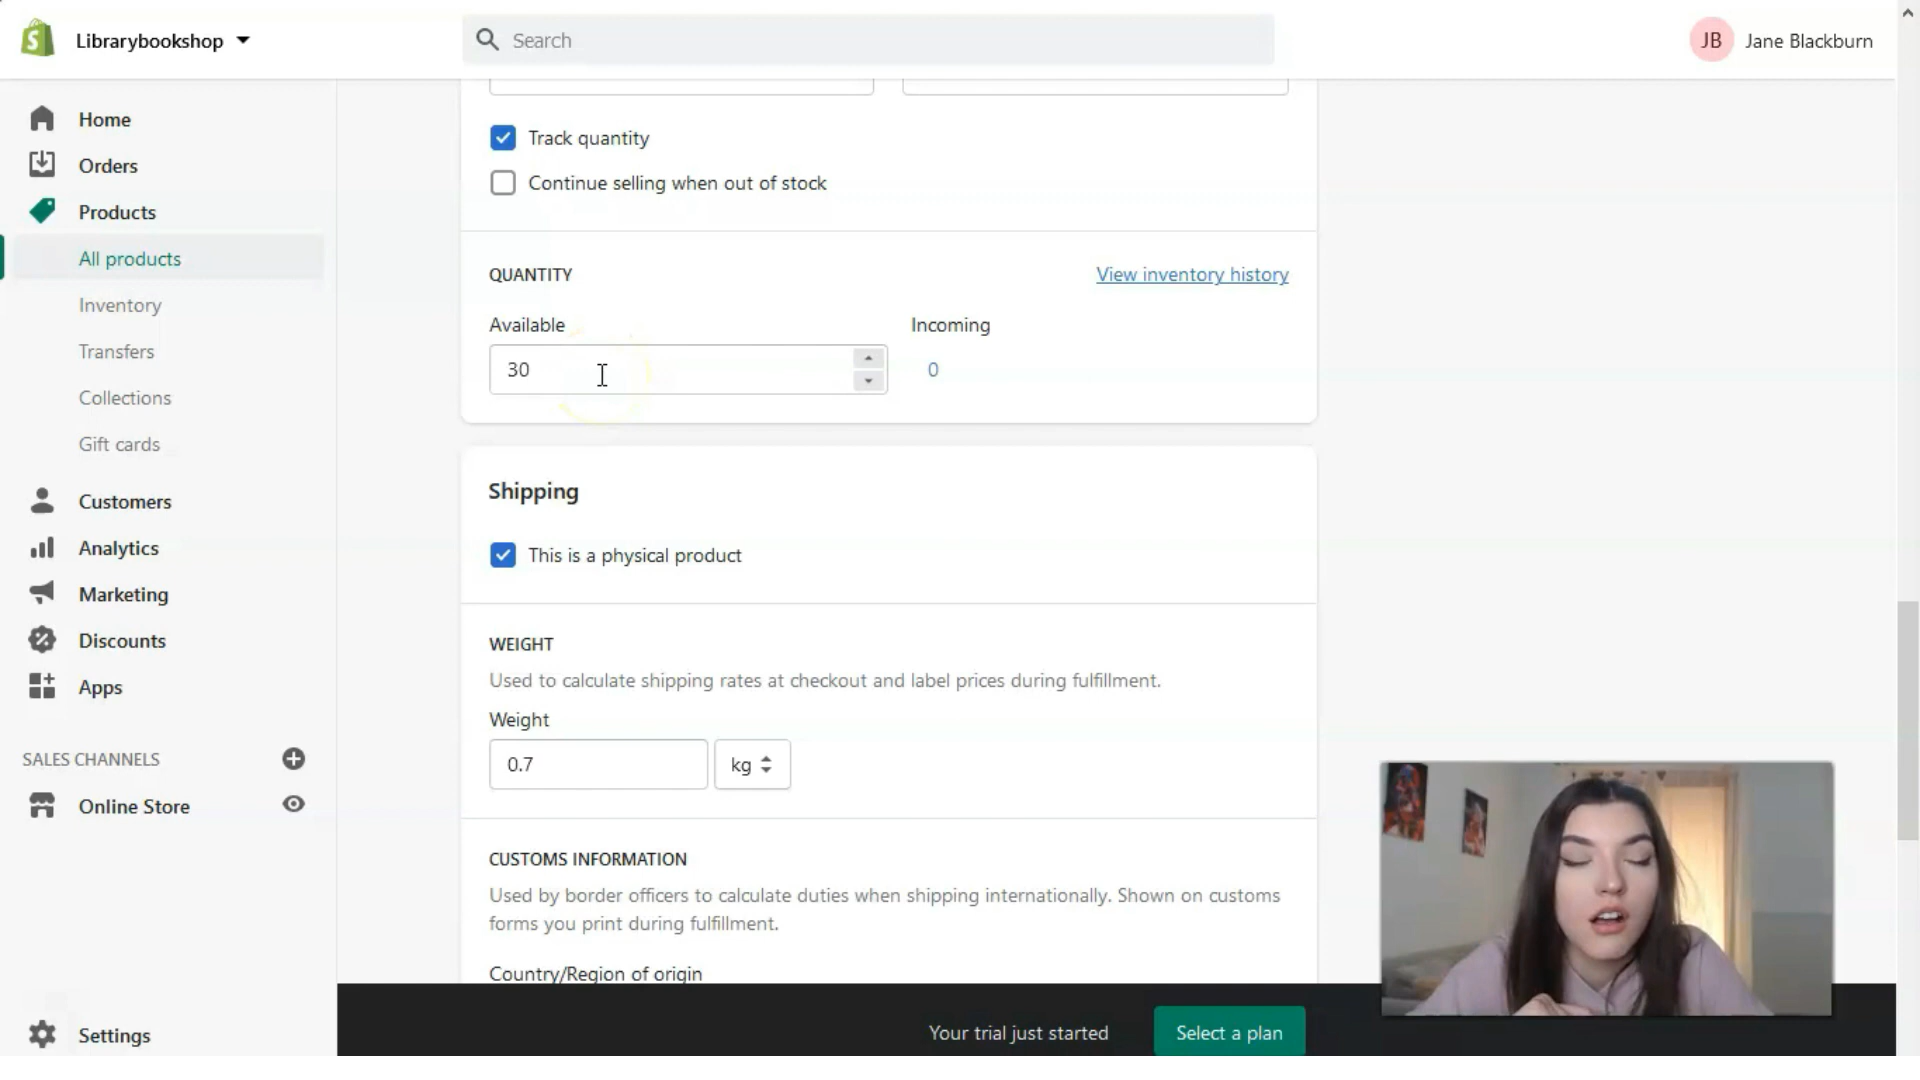 Librarybookshop
Search
JB
Jane Blackburn
Home
Orders
Products
All products
Inventory
Transfers
Collections
Gift cards
Customers
Analytics
Marketing
Discounts
Apps
SALES CHANNELS
Online Store
Settings
Track quantity
Continue selling when out of stock
QUANTITY
View inventory history
Available
Incoming
30
0
Shipping
This is a physical product
WEIGHT
Used to calculate shipping rates at checkout and label prices during fulfillment.
Weight
0.7
kg
CUSTOMS INFORMATION
Used by border officers to calculate duties when shipping internationally. Shown on customs
forms you print during fulfillment.
Country/Region of origin
Your trial just started
Select a plan